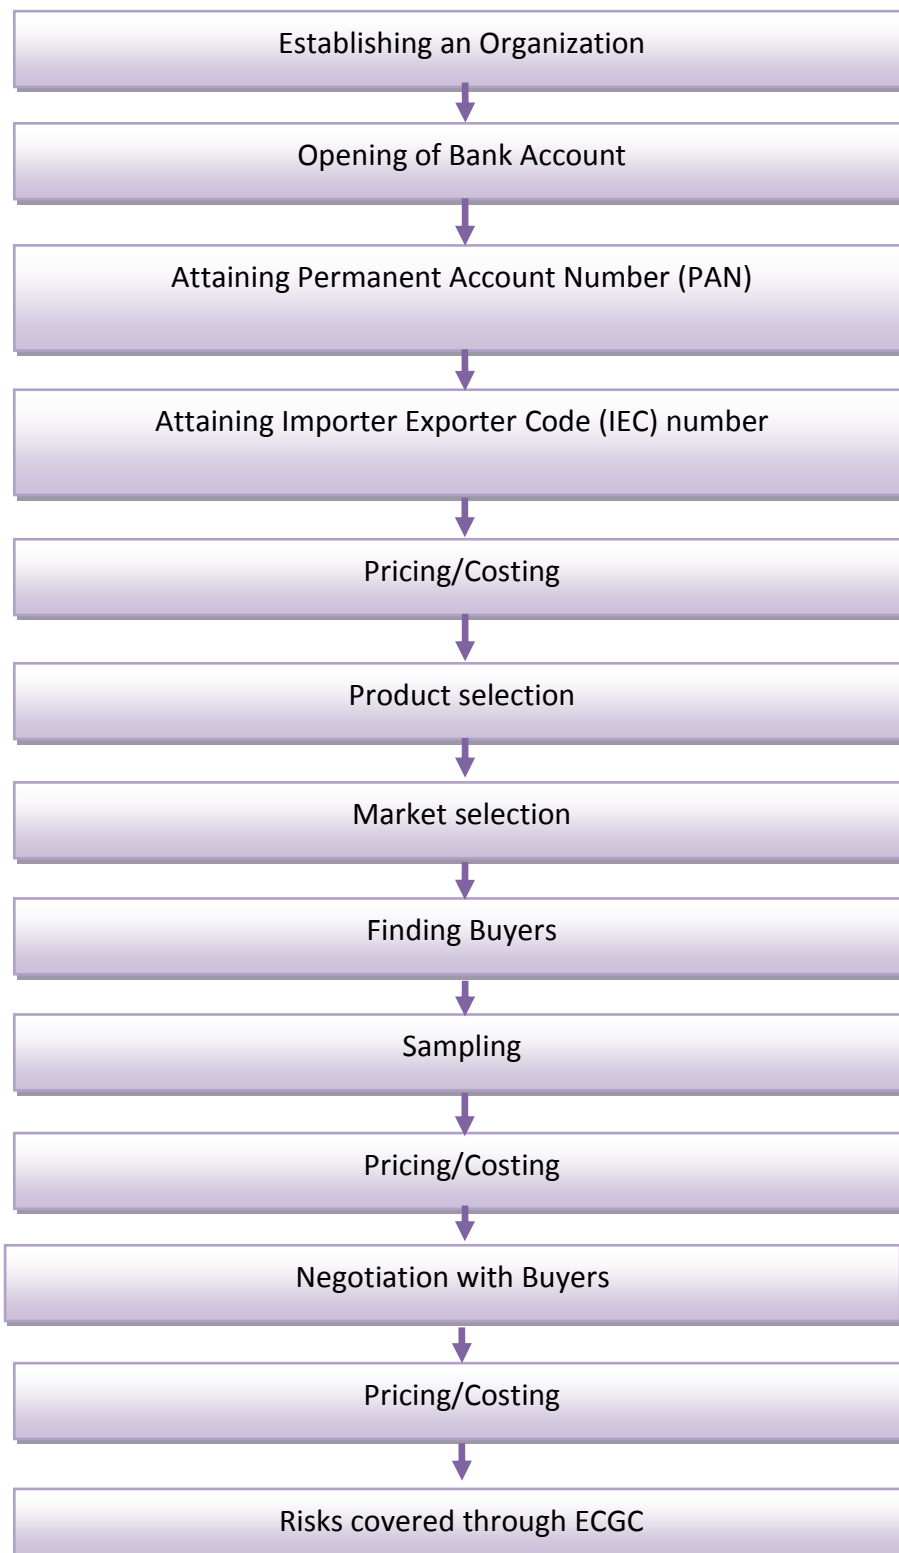 Establishing an Organization
Opening of Bank Account
Attaining Permanent Account Number (PAN)
Attaining Importer Exporter Code (IEC) number
Pricing/Costing
Product selection
Market selection
Finding Buyers
Sampling
Pricing/Costing
Negotiation with Buyers
Pricing/Costing
Risks covered through ECGC